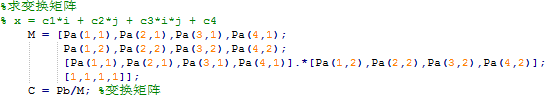 %求变换矩阵
% x = c1*i + c2*j + c3*i*j + c4
M = [Pa(1,1),Pa(2,1),Pa(3,1),Pa(4,1);
Pa(1,2),Pa(2,2),Pa(3,2),Pa(4,2);
[Pa(1,1),Pa(2,1),Pa(3,1),Pa(4,1)].*[Pa(1,2),Pa(2,2),Pa(3,2),Pa(4,2)];
[1,1,1,1]];
C = Pb/M; %变换矩阵